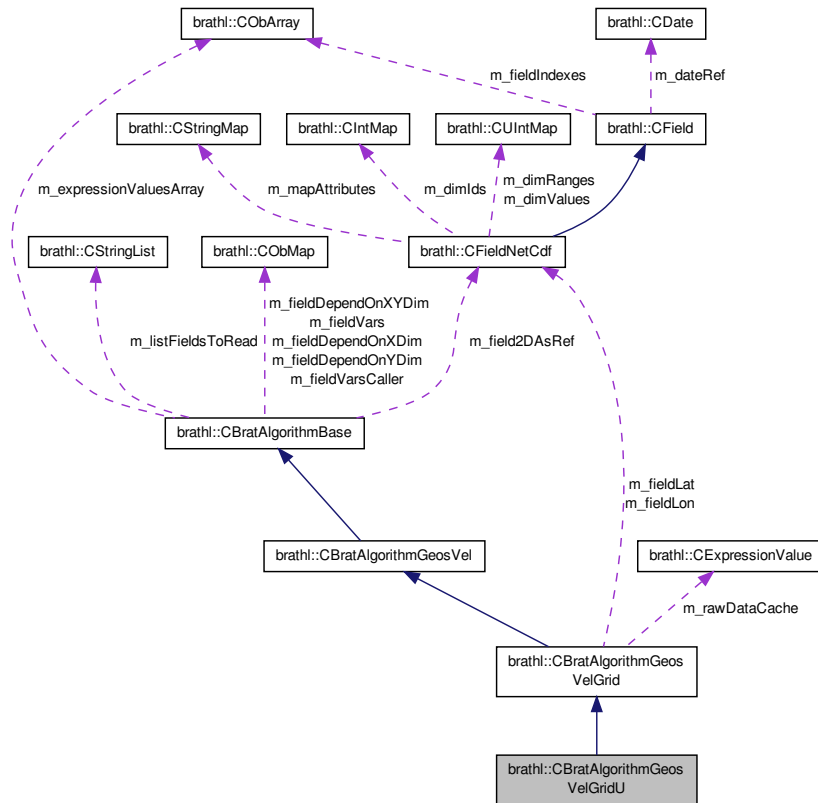 brathl::CObArray
brathl::CDate
m_fieldIndexes
m_dateRef
brathl::CStringMap
brathl::CIntMap
brathl::CUIntMap
brathl::CField
m_expressionValuesArray
m_mapAttributes
m_dimIds
m_dimRanges
m_dimValues
brathl::CStringList
brathl::CObMap
brathl::CFieldNetCdf
m_listFieldsToRead
m_fieldDependOnXYDim
m_fieldVars
m_fieldDependOnXDim
m_fieldDependOnYDim
m_fieldVarsCaller
m_field2DAsRef
brathl::CBratAlgorithmBase
m_fieldLat
m_fieldLon
brathl::CBratAlgorithmGeosVel
brathl::CExpressionValue
m_rawDataCache
brathl::CBratAlgorithmGeos
VelGrid
brathl::CBratAlgorithmGeos
VelGridU